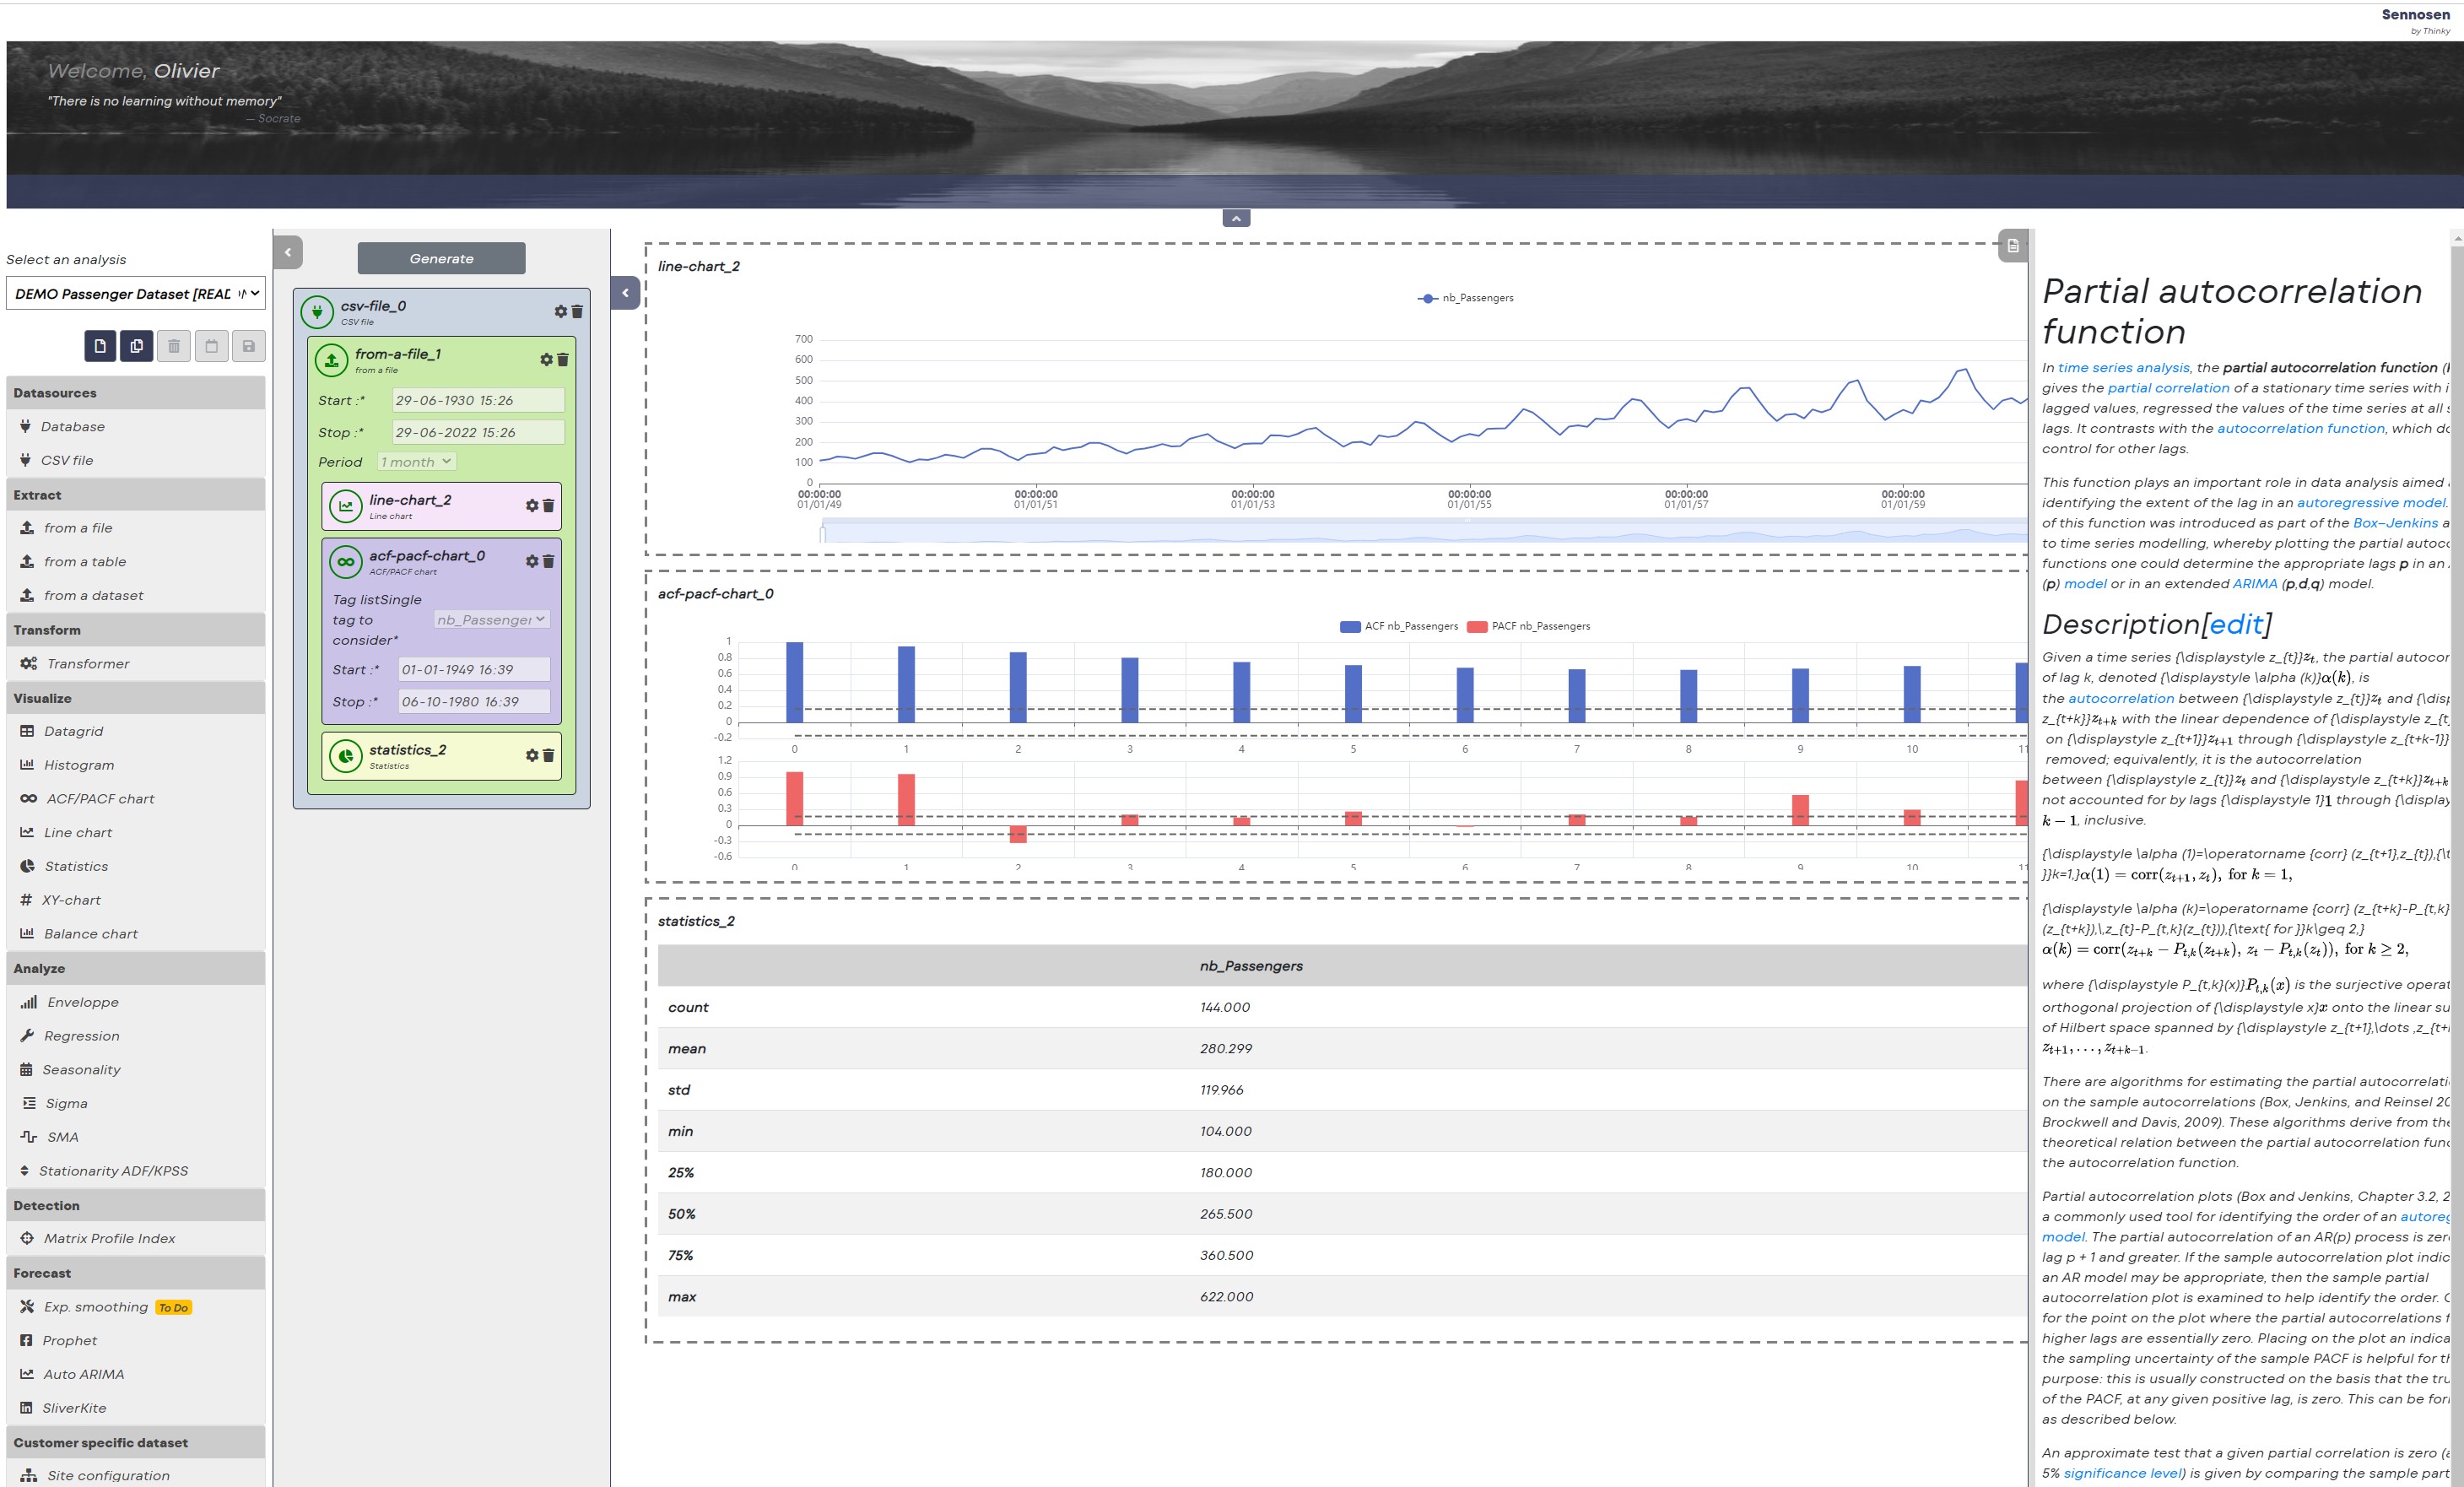 Sennosen
by Thinky
Welcome, Olivier
"There is no learning without memory"
— Socrate
Select an analysis
DEMO Passenger Dataset [READ
Datasources
Database
CSV file
Extract
from a file
from a table
from a dataset
Transform
Transformer
Visualize
Datagrid
Histogram
ACF/PACF chart
Line chart
Statistics
XY-chart
Balance chart
Analyze
Enveloppe
Regression
Seasonality
Sigma
SMA
Stationarity ADF/KPSS
Detection
Matrix Profile Index
Forecast
Exp. smoothing To Do
Prophet
Auto ARIMA
SliverKite
Customer specific dataset
Site configuration
Generate
csv-file_0
CSV file
from-a-file_1
from a file
Start :* 29-06-1930 15:26
Stop :* 29-06-2022 15:26
Period 1 month
line-chart_2
Line chart
acf-pacf-chart_0
ACF/PACF chart
Tag listSingle
tag to
consider*
nb_Passenger
Start :* 01-01-1949 16:39
Stop :* 06-10-1980 16:39
statistics_2
Statistics
line-chart_2
nb_Passengers
700
600
500
400
300
200
100
0
00:00:00 00:00:00 00:00:00 00:00:00 00:00:00 00:00:00
01/01/49 01/01/51 01/01/53 01/01/55 01/01/57 01/01/59
acf-pacf-chart_0
ACF nb_Passengers PACF nb_Passengers
1
0.8
0.6
0.4
0.2
0
-0.2
0 1 2 3 4 5 6 7 8 9 10 11
1.2
0.9
0.6
0.3
0
-0.3
-0.6
0 1 2 3 4 5 6 7 8 9 10 11
statistics_2
nb_Passengers
count 144.000
mean 280.299
std 119.966
min 104.000
25% 180.000
50% 265.500
75% 360.500
max 622.000
Partial autocorrelation
function
In time series analysis, the partial autocorrelation function (
gives the partial correlation of a stationary time series with i
lagged values, regressed the values of the time series at all s
lags. It contrasts with the autocorrelation function, which do
control for other lags.
This function plays an important role in data analysis aimed a
identifying the extent of the lag in an autoregressive model.
of this function was introduced as part of the Box–Jenkins a
to time series modelling, whereby plotting the partial autoco
functions one could determine the appropriate lags p in an
(p) model or in an extended ARIMA (p,d,q) model.
Description[edit]
Given a time series {\displaystyle z_{t}}zt, the partial autocor
of lag k, denoted {\displaystyle \alpha (k)}α(k), is
the autocorrelation between {\displaystyle z_{t}}zt and {\disp
z_{t+k}}zt+k with the linear dependence of {\displaystyle z_{t
on {\displaystyle z_{t+1}}zt+1 through {\displaystyle z_{t+k-1}}
removed; equivalently, it is the autocorrelation
between {\displaystyle z_{t}}zt and {\displaystyle z_{t+k}}zt+k
not accounted for by lags {\displaystyle 1}1 through {\display
k − 1, inclusive.
{\displaystyle \alpha (1)=\operatorname {corr} (z_{t+1},z_{t}),{\t
}}k=1,}α(1) = corr(zt+1, zt), for k = 1,
{\displaystyle \alpha (k)=\operatorname {corr} (z_{t+k}-P_{t,k}
(z_{t+k}),\,z_{t}-P_{t,k}(z_{t})),{\text{ for }}k\geq 2,}
α(k) = corr(zt+k − Pt,k(zt+k), zt − Pt,k(zt)), for k ≥ 2,
where {\displaystyle P_{t,k}(x)}Pt,k(x) is the surjective operat
orthogonal projection of {\displaystyle x}x onto the linear su
of Hilbert space spanned by {\displaystyle z_{t+1},\dots ,z_{t+
zt+1, . . . , zt+k−1.
There are algorithms for estimating the partial autocorrelati
on the sample autocorrelations (Box, Jenkins, and Reinsel 20
Brockwell and Davis, 2009). These algorithms derive from the
theoretical relation between the partial autocorrelation func
the autocorrelation function.
Partial autocorrelation plots (Box and Jenkins, Chapter 3.2, 2
a commonly used tool for identifying the order of an autoreg
model. The partial autocorrelation of an AR(p) process is zer
lag p + 1 and greater. If the sample autocorrelation plot indic
an AR model may be appropriate, then the sample partial
autocorrelation plot is examined to help identify the order. O
for the point on the plot where the partial autocorrelations f
higher lags are essentially zero. Placing on the plot an indica
the sampling uncertainty of the sample PACF is helpful for th
purpose: this is usually constructed on the basis that the tru
of the PACF, at any given positive lag, is zero. This can be for
as described below.
An approximate test that a given partial correlation is zero (a
5% significance level) is given by comparing the sample part